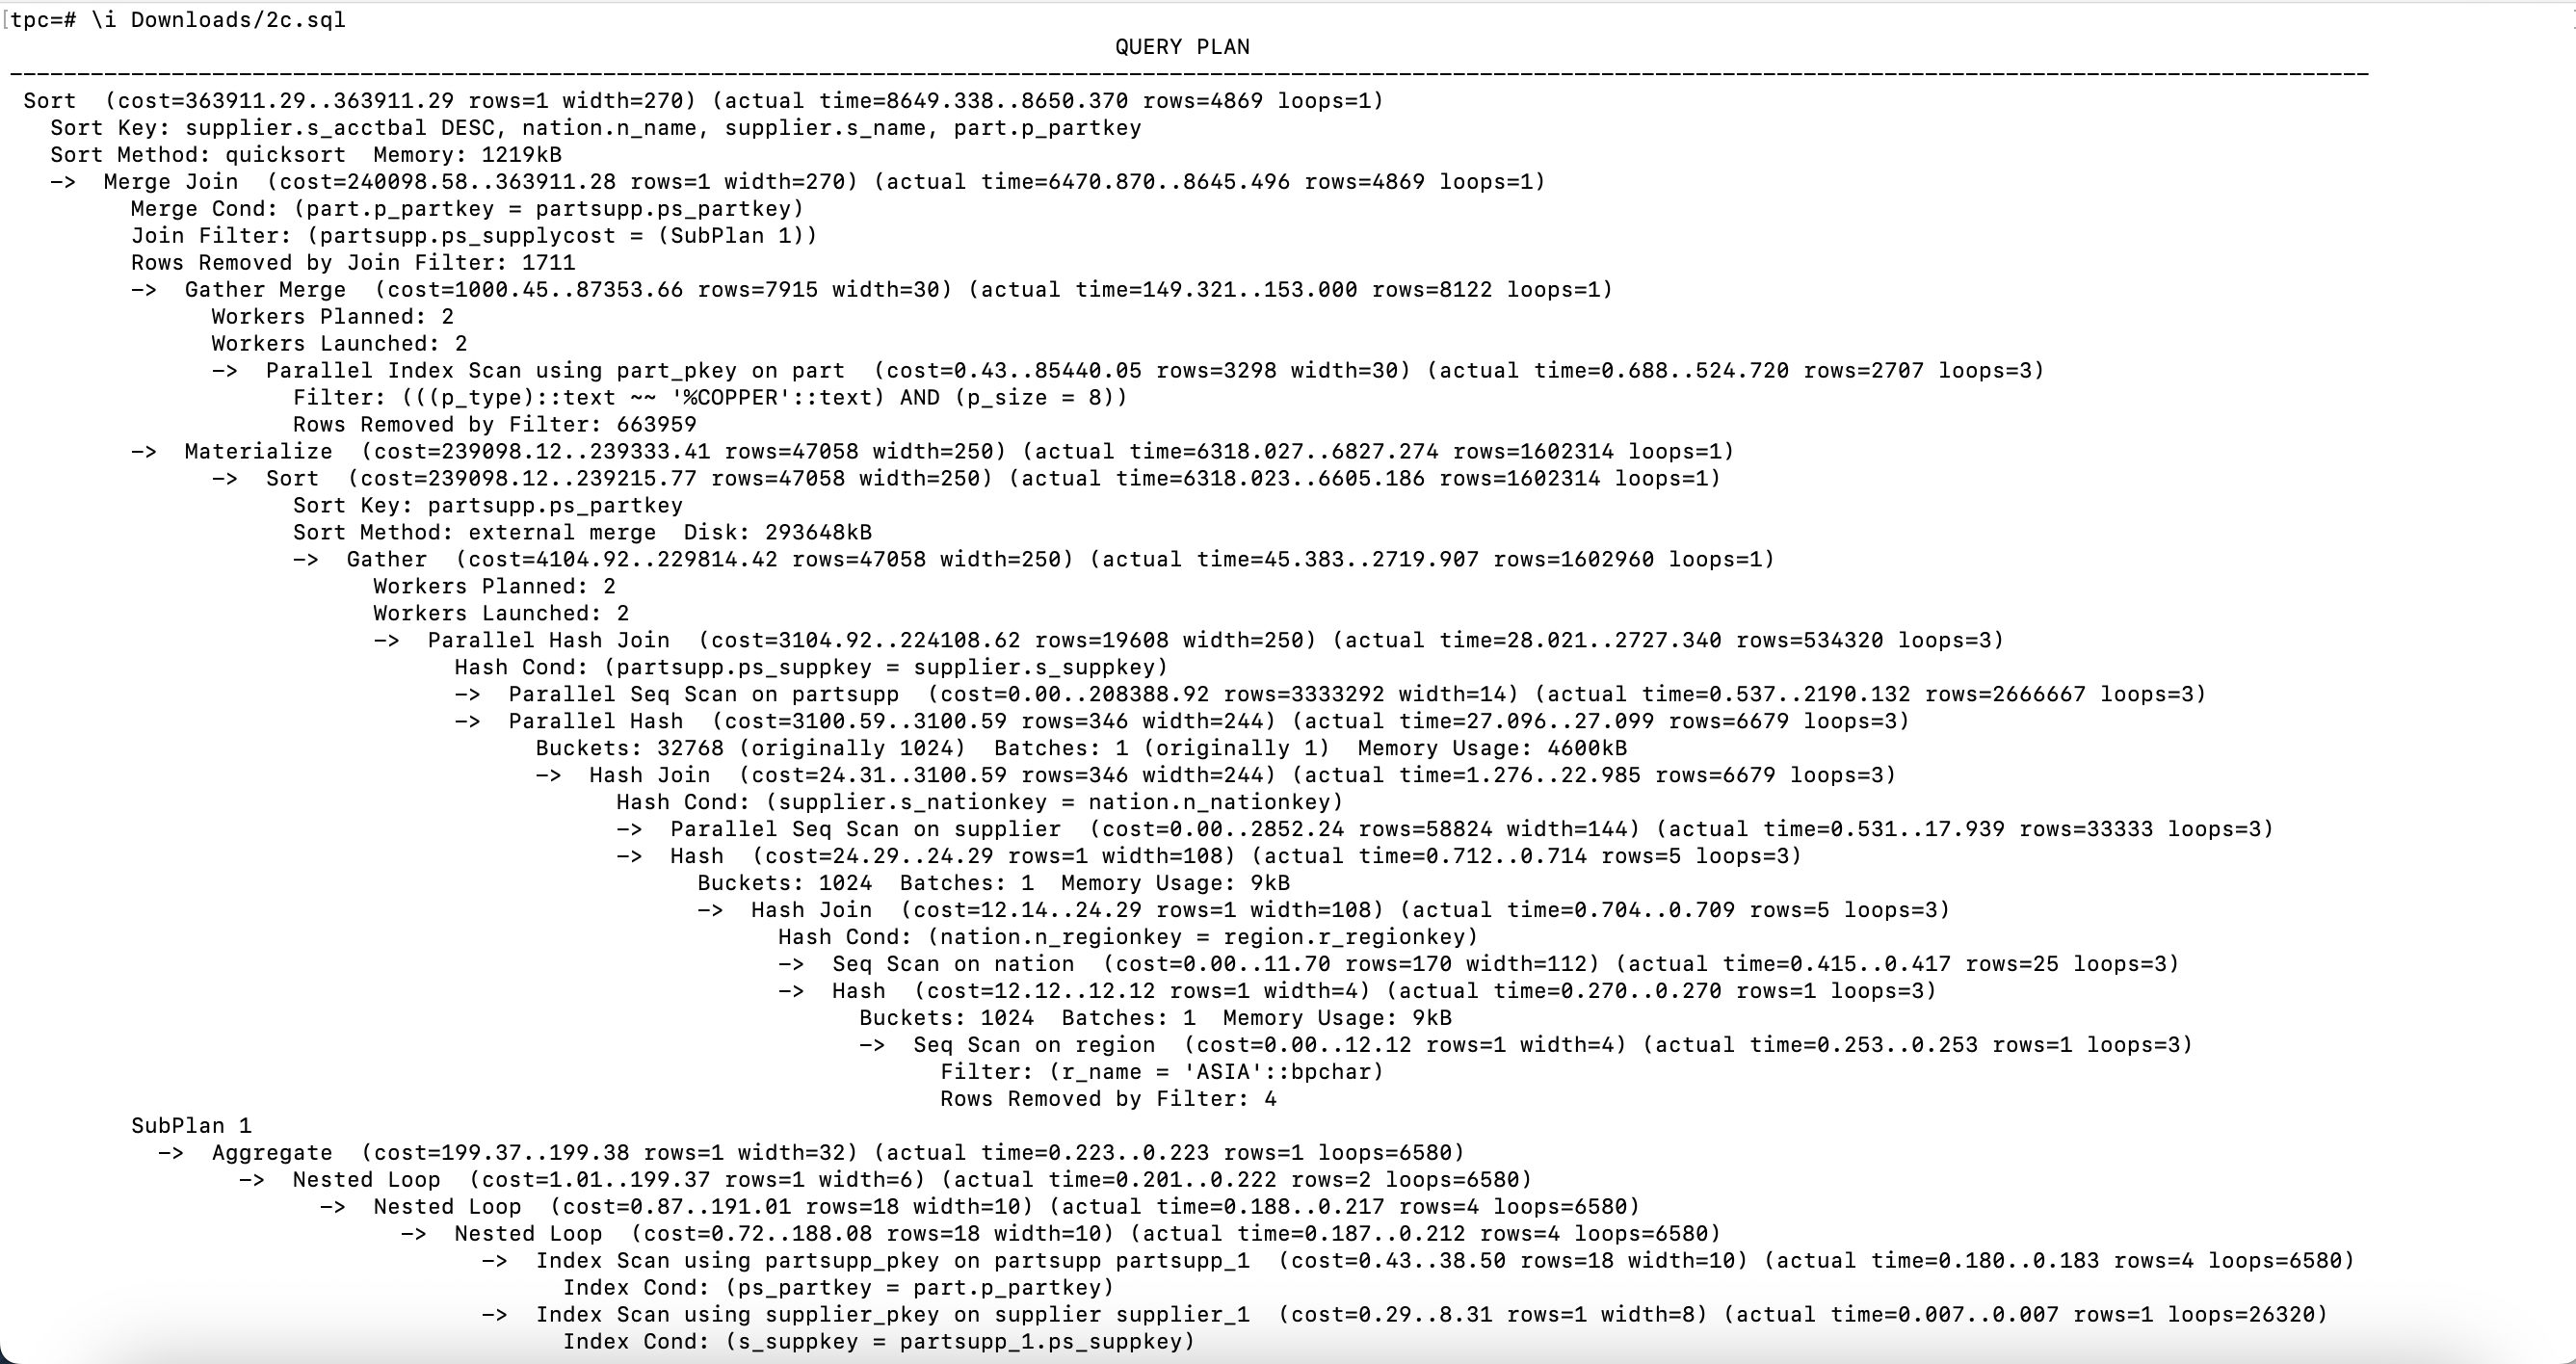 [tpc=# \i Downloads/2c.sql
QUERY PLAN
--------------------------------------------------------------------------------------------------------------------------------------------------------------------------------
Sort  (cost=363911.29..363911.29 rows=1 width=270) (actual time=8649.338..8650.370 rows=4869 loops=1)
Sort Key: supplier.s_acctbal DESC, nation.n_name, supplier.s_name, part.p_partkey
Sort Method: quicksort  Memory: 1219kB
->  Merge Join  (cost=240098.58..363911.28 rows=1 width=270) (actual time=6470.870..8645.496 rows=4869 loops=1)
Merge Cond: (part.p_partkey = partsupp.ps_partkey)
Join Filter: (partsupp.ps_supplycost = (SubPlan 1))
Rows Removed by Join Filter: 1711
->  Gather Merge  (cost=1000.45..87353.66 rows=7915 width=30) (actual time=149.321..153.000 rows=8122 loops=1)
Workers Planned: 2
Workers Launched: 2
->  Parallel Index Scan using part_pkey on part  (cost=0.43..85440.05 rows=3298 width=30) (actual time=0.688..524.720 rows=2707 loops=3)
Filter: (((p_type)::text ~~ '%COPPER'::text) AND (p_size = 8))
Rows Removed by Filter: 663959
->  Materialize  (cost=239098.12..239333.41 rows=47058 width=250) (actual time=6318.027..6827.274 rows=1602314 loops=1)
->  Sort  (cost=239098.12..239215.77 rows=47058 width=250) (actual time=6318.023..6605.186 rows=1602314 loops=1)
Sort Key: partsupp.ps_partkey
Sort Method: external merge  Disk: 293648kB
->  Gather  (cost=4104.92..229814.42 rows=47058 width=250) (actual time=45.383..2719.907 rows=1602960 loops=1)
Workers Planned: 2
Workers Launched: 2
->  Parallel Hash Join  (cost=3104.92..224108.62 rows=19608 width=250) (actual time=28.021..2727.340 rows=534320 loops=3)
Hash Cond: (partsupp.ps_suppkey = supplier.s_suppkey)
->  Parallel Seq Scan on partsupp  (cost=0.00..208388.92 rows=3333292 width=14) (actual time=0.537..2190.132 rows=2666667 loops=3)
->  Parallel Hash  (cost=3100.59..3100.59 rows=346 width=244) (actual time=27.096..27.099 rows=6679 loops=3)
Buckets: 32768 (originally 1024)  Batches: 1 (originally 1)  Memory Usage: 4600kB
->  Hash Join  (cost=24.31..3100.59 rows=346 width=244) (actual time=1.276..22.985 rows=6679 loops=3)
Hash Cond: (supplier.s_nationkey = nation.n_nationkey)
->  Parallel Seq Scan on supplier  (cost=0.00..2852.24 rows=58824 width=144) (actual time=0.531..17.939 rows=33333 loops=3)
->  Hash  (cost=24.29..24.29 rows=1 width=108) (actual time=0.712..0.714 rows=5 loops=3)
Buckets: 1024  Batches: 1  Memory Usage: 9kB
->  Hash Join  (cost=12.14..24.29 rows=1 width=108) (actual time=0.704..0.709 rows=5 loops=3)
Hash Cond: (nation.n_regionkey = region.r_regionkey)
->  Seq Scan on nation  (cost=0.00..11.70 rows=170 width=112) (actual time=0.415..0.417 rows=25 loops=3)
->  Hash  (cost=12.12..12.12 rows=1 width=4) (actual time=0.270..0.270 rows=1 loops=3)
Buckets: 1024  Batches: 1  Memory Usage: 9kB
->  Seq Scan on region  (cost=0.00..12.12 rows=1 width=4) (actual time=0.253..0.253 rows=1 loops=3)
Filter: (r_name = 'ASIA'::bpchar)
Rows Removed by Filter: 4
SubPlan 1
->  Aggregate  (cost=199.37..199.38 rows=1 width=32) (actual time=0.223..0.223 rows=1 loops=6580)
->  Nested Loop  (cost=1.01..199.37 rows=1 width=6) (actual time=0.201..0.222 rows=2 loops=6580)
->  Nested Loop  (cost=0.87..191.01 rows=18 width=10) (actual time=0.188..0.217 rows=4 loops=6580)
->  Nested Loop  (cost=0.72..188.08 rows=18 width=10) (actual time=0.187..0.212 rows=4 loops=6580)
->  Index Scan using partsupp_pkey on partsupp partsupp_1  (cost=0.43..38.50 rows=18 width=10) (actual time=0.180..0.183 rows=4 loops=6580)
Index Cond: (ps_partkey = part.p_partkey)
->  Index Scan using supplier_pkey on supplier supplier_1  (cost=0.29..8.31 rows=1 width=8) (actual time=0.007..0.007 rows=1 loops=26320)
Index Cond: (s_suppkey = partsupp_1.ps_suppkey)